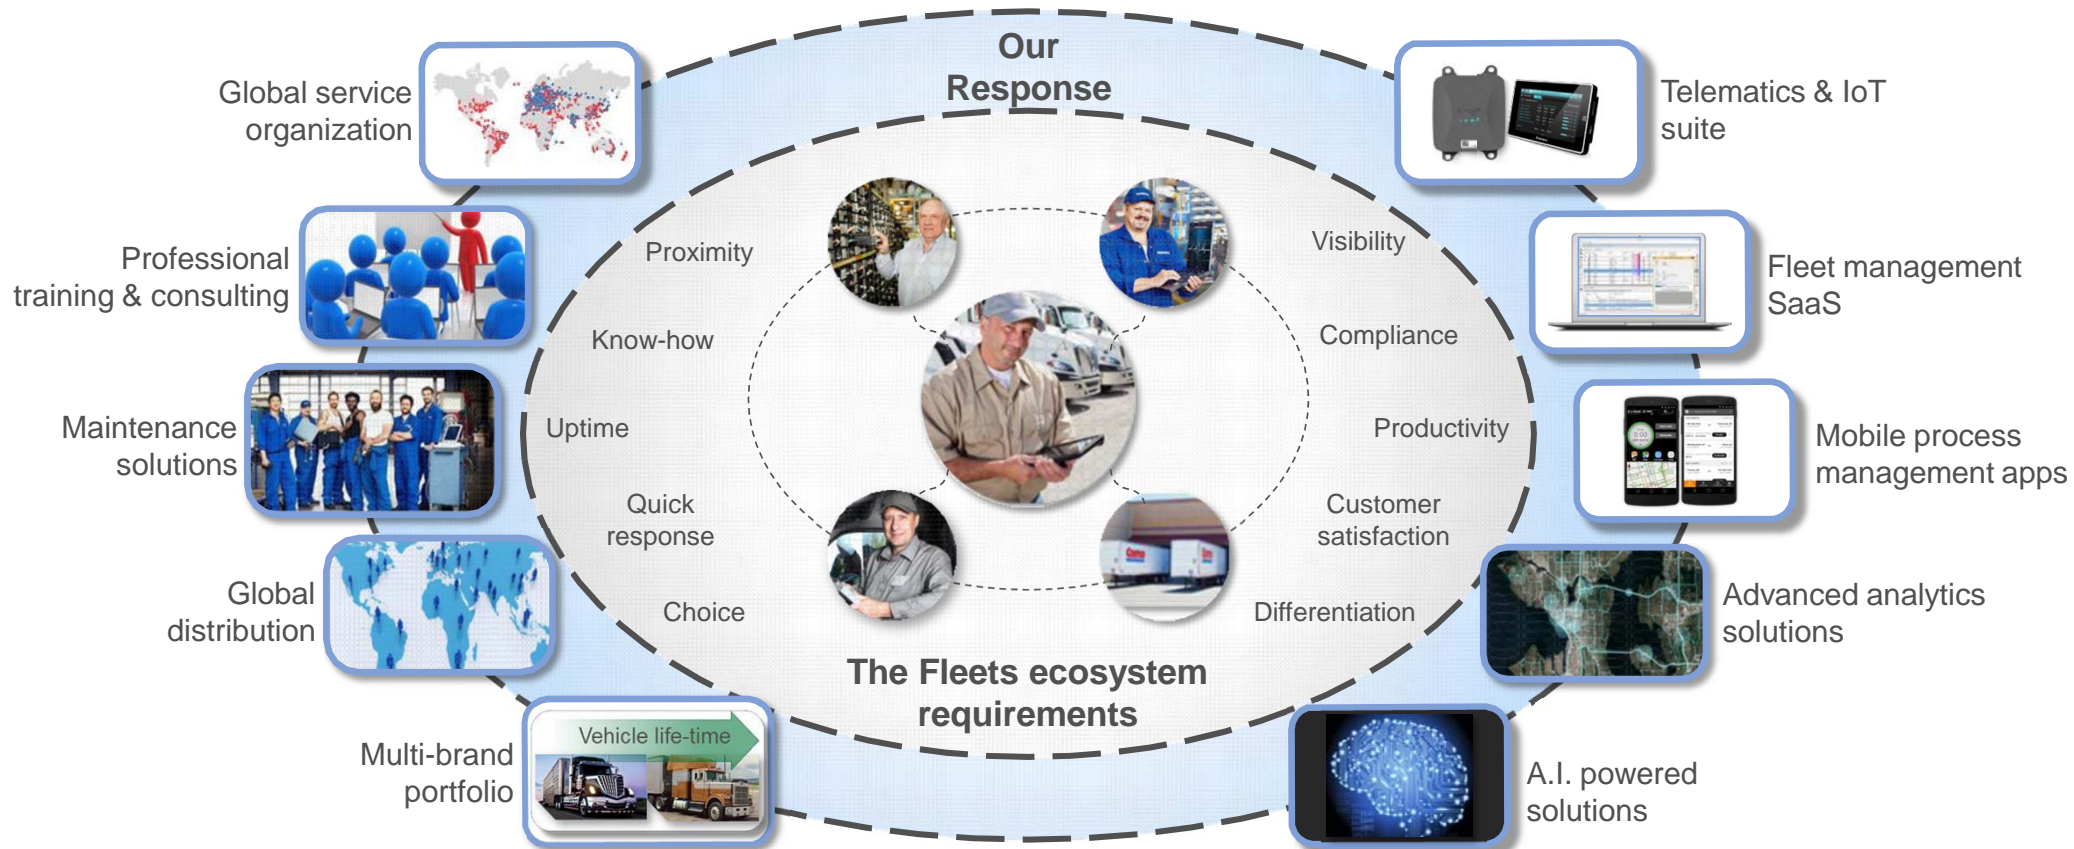 Our
Response
Global service
organization
Professional
training & consulting
Maintenance
solutions
Global
distribution
Multi-brand
portfolio
Vehicle life-time
Proximity
Know-how
Uptime
Quick
response
Choice
Visibility
Compliance
Productivity
Customer
satisfaction
Differentiation
The Fleets ecosystem
requirements
Telematics & IoT
suite
Fleet management
SaaS
Mobile process
management apps
Advanced analytics
solutions
A.I. powered
solutions